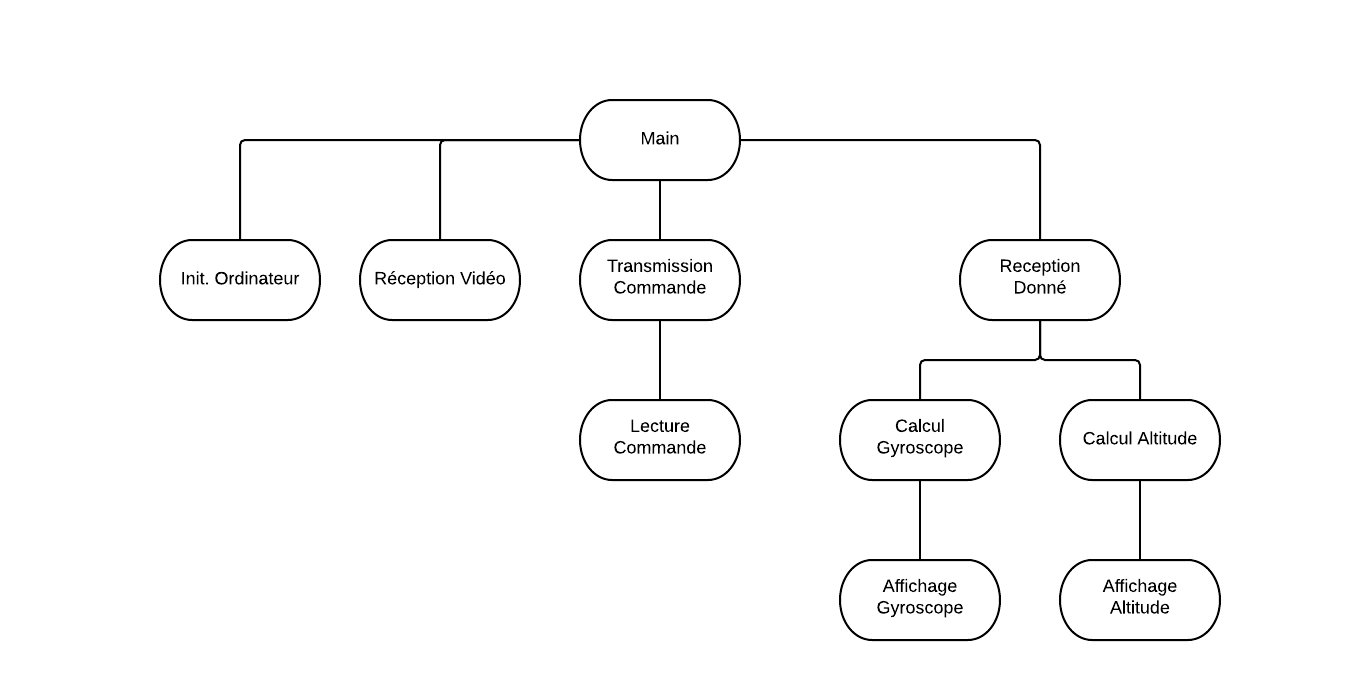 Main
Init. Ordinateur
Réception Vidéo
Transmission
Commande
Reception
Donné
Lecture
Commande
Calcul
Gyroscope
Calcul Altitude
Affichage
Gyroscope
Affichage
Altitude